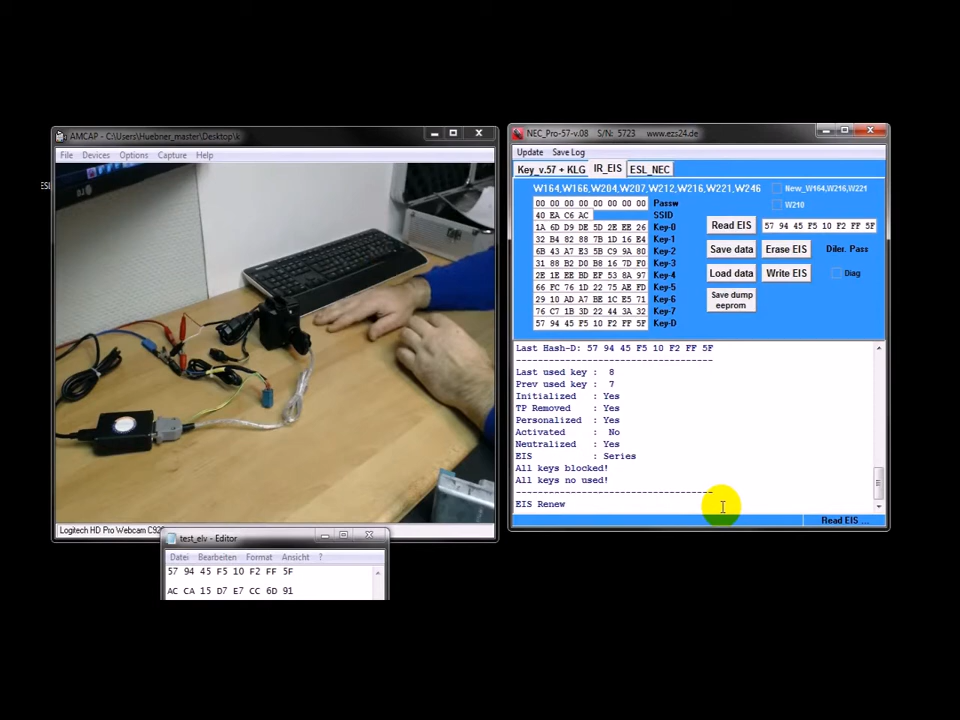 AMCAP - C:\Users\Huebner_master\Desktop\k
File Devices Options Capture Help
Logitech HD Pro Webcam C92
test_elv - Editor
Datei Bearbeiten Format Ansicht ?
57 94 45 F5 10 F2 FF 5F
AC CA 15 D7 E7 CC 6D 91
NEC_Pro-57-v.08 S/N: 5723 www.ezs24.de
Update Save Log
Key_v.57 + KLG IR_EIS ESL_NEC
W164,W166,W204,W207,W212,W216,W221,W246
New_W164,W216,W221
W210
00 00 00 00 00 00 00 00 Passw
40 EA C6 AC SSID
1A 6D D9 DE 5D 2E EE 26 Key-0
32 B4 82 88 7B 1D 16 E4 Key-1
6B 43 A7 E3 5B C9 9A 80 Key-2
31 88 B2 D0 B8 16 7D F0 Key-3
2E 1E EE BD EF 53 8A 97 Key-4
66 FC 76 1D 22 75 AE FD Key-5
29 10 AD A7 BE 1C E5 71 Key-6
76 C7 1B 3D 22 44 3A 32 Key-7
57 94 45 F5 10 F2 FF 5F Key-D
Read EIS 57 94 45 F5 10 F2 FF 5F
Save data Erase EIS Diler. Pass
Load data Write EIS Diag
Save dump
eeprom
Last Hash-D: 57 94 45 F5 10 F2 FF 5F
-----------------------------------
Last used key : 8
Prev used key : 7
Initialized : Yes
TP Removed : Yes
Personalized : Yes
Activated : No
Neutralized : Yes
EIS : Series
All keys blocked!
All keys no used!
-----------------------------------
EIS Renew
Read EIS ...